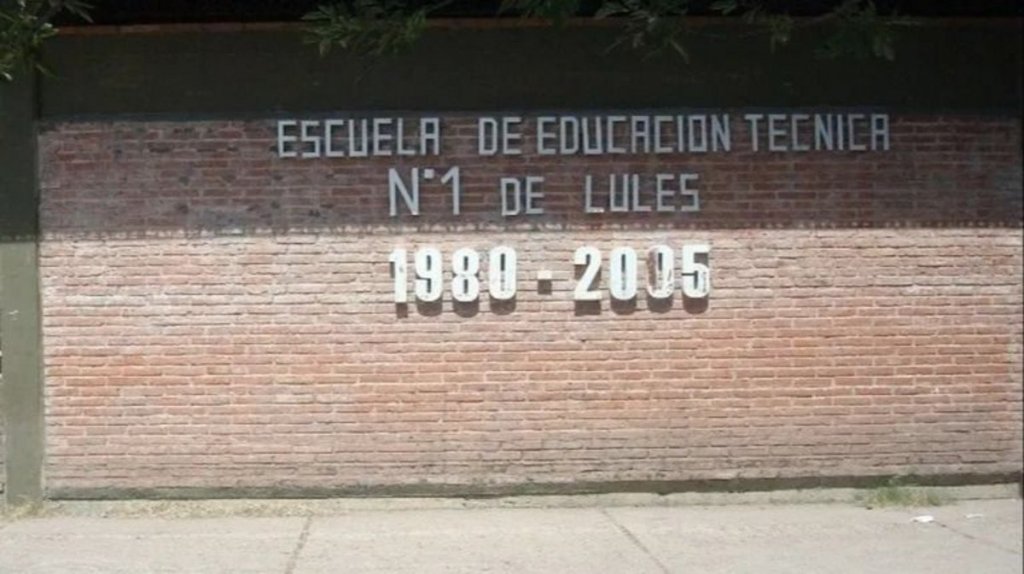 ESCUELA DE EDUCACION TECNICA
N°1 DE LULES
1980 - 2005